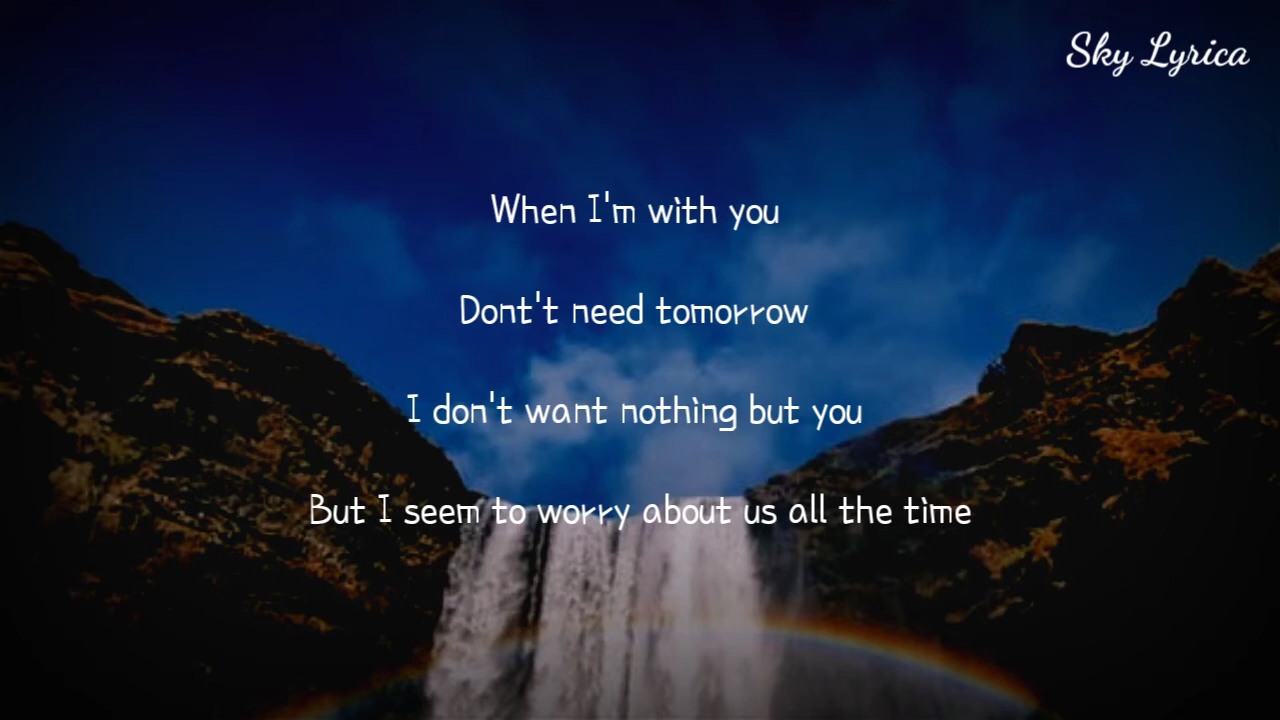 Sky Lyrica
When I'm with you
Dont't need tomorrow
I don't want nothing but you
But I seem to worry about us all the time